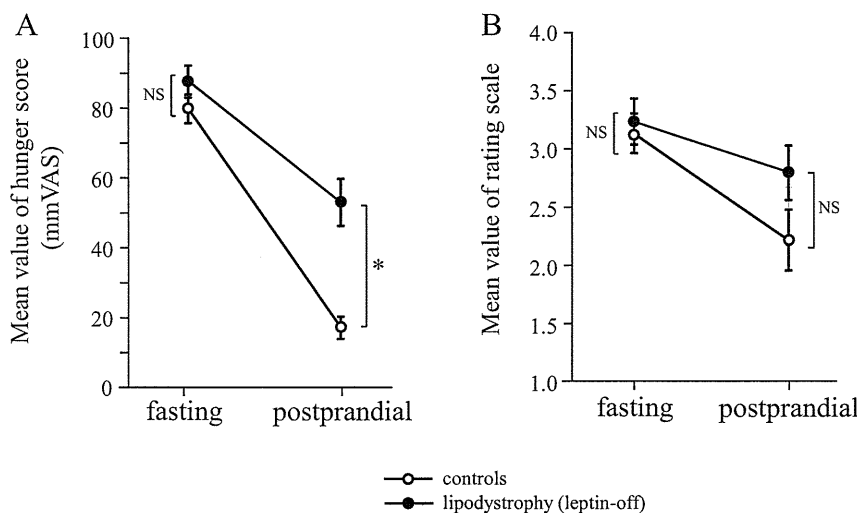 A
B
Mean value of hunger score
(mmVAS)
100
80
60
40
20
0
NS
*
fasting
postprandial
Mean value of rating scale
4.0
3.5
3.0
2.5
2.0
1.5
1.0
NS
NS
fasting
postprandial
controls
lipodystrophy (leptin-off)